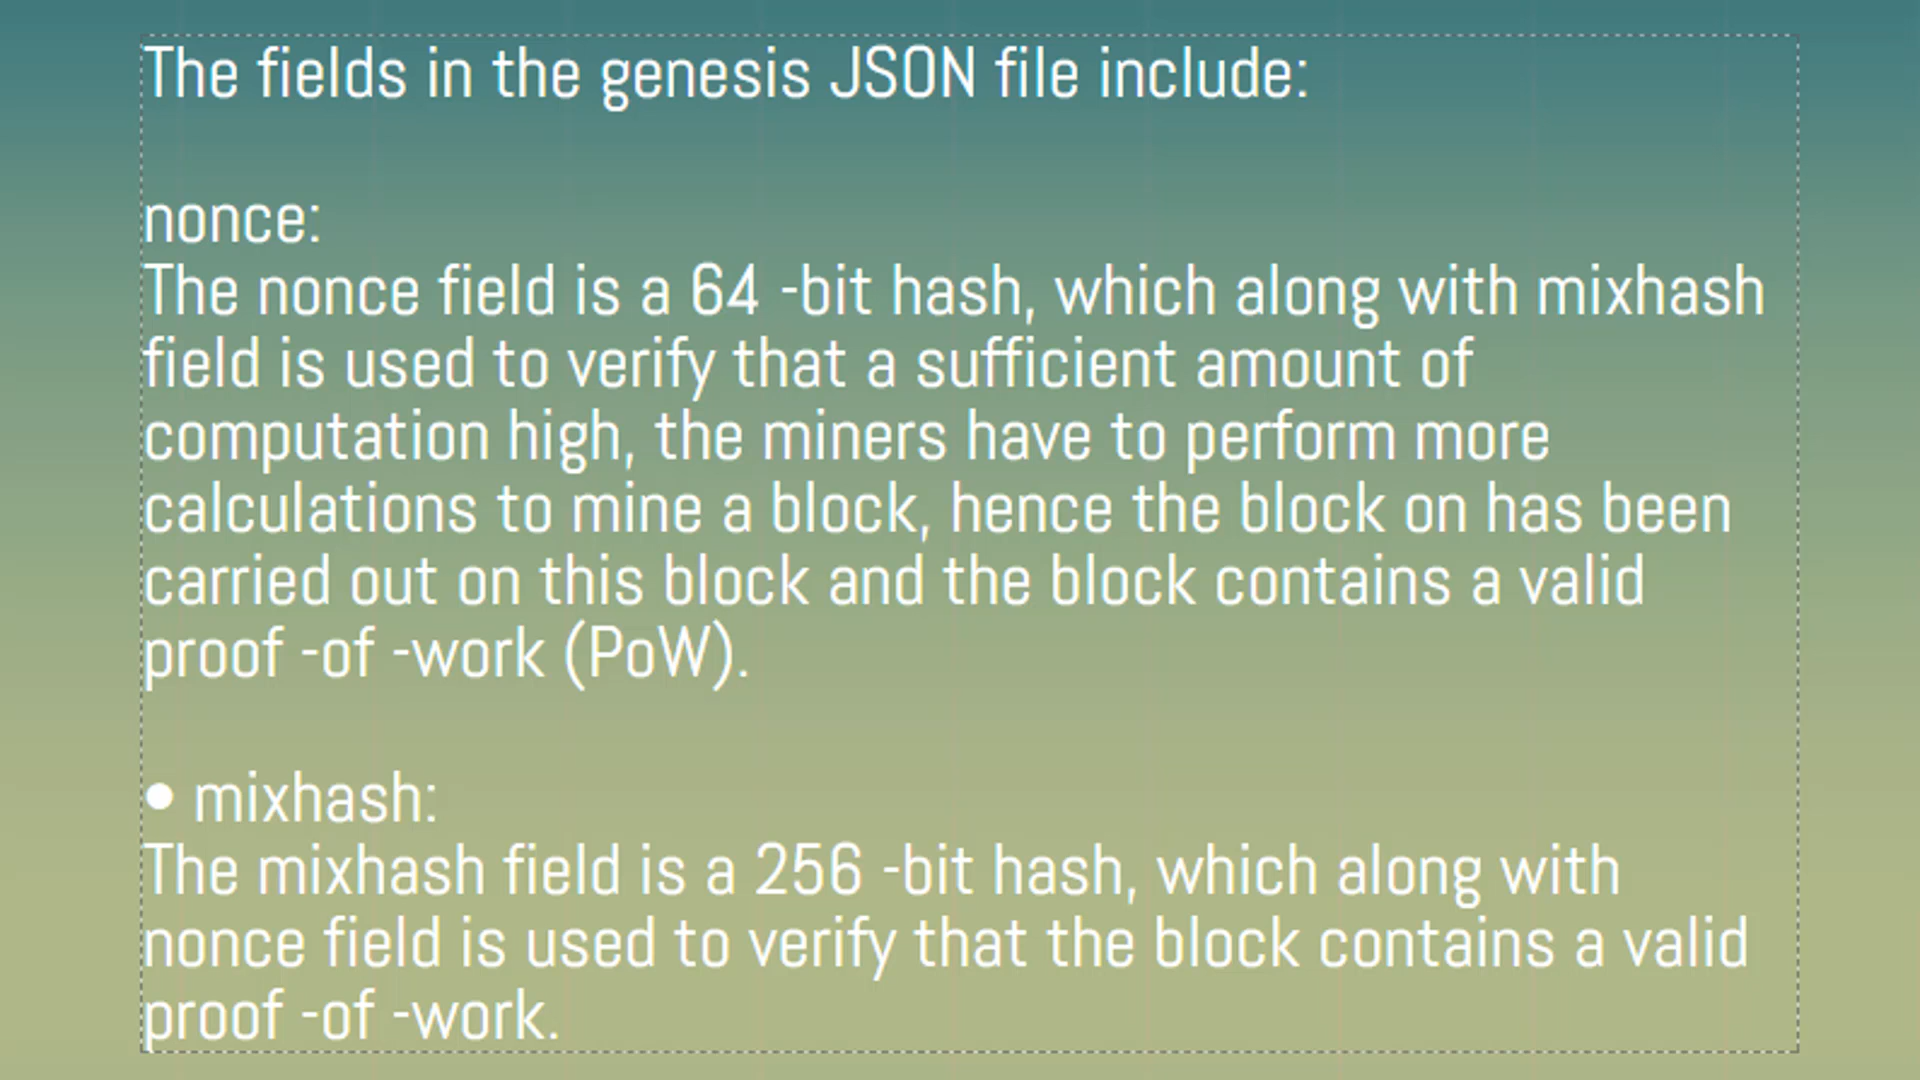 The fields in the genesis JSON file include:
nonce:
The nonce field is a 64 -bit hash, which along with mixhash
field is used to verify that a sufficient amount of
computation high, the miners have to perform more
calculations to mine a block, hence the block on has been
carried out on this block and the block contains a valid
proof -of -work (PoW).
• mixhash:
The mixhash field is a 256 -bit hash, which along with
nonce field is used to verify that the block contains a valid
proof -of -work.